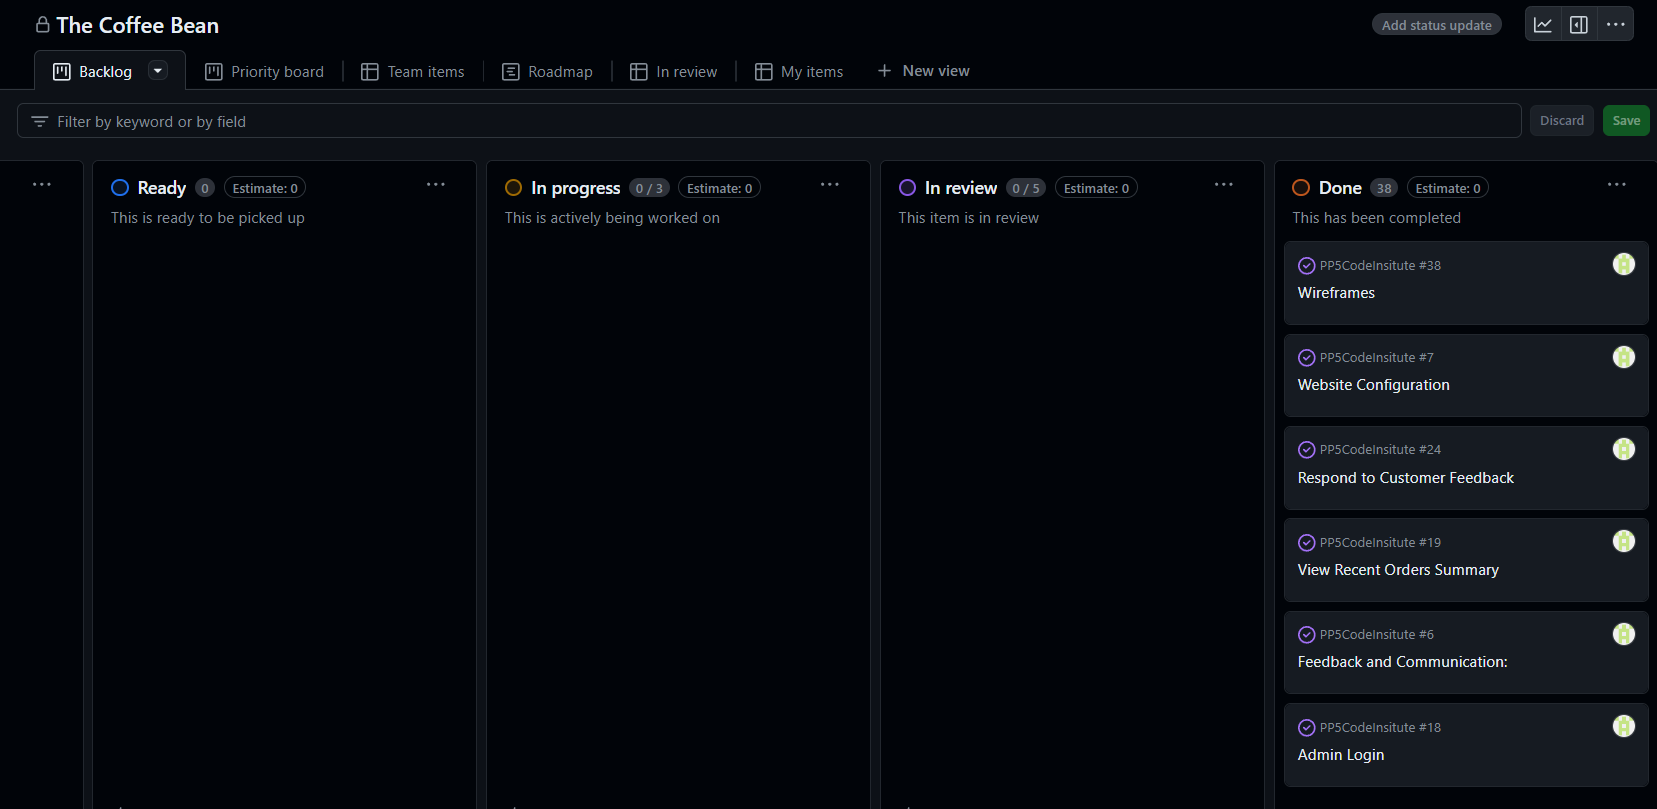 The Coffee Bean
Add status update
Backlog
Priority board
Team items
Roadmap
In review
My items
New view
Filter by keyword or by field
Discard
Save
Ready 0 Estimate: 0
This is ready to be picked up
In progress 0 / 3 Estimate: 0
This is actively being worked on
In review 0 / 5 Estimate: 0
This item is in review
Done 38 Estimate: 0
This has been completed
PP5CodeInsitute #38
Wireframes
PP5CodeInsitute #7
Website Configuration
PP5CodeInsitute #24
Respond to Customer Feedback
PP5CodeInsitute #19
View Recent Orders Summary
PP5CodeInsitute #6
Feedback and Communication:
PP5CodeInsitute #18
Admin Login